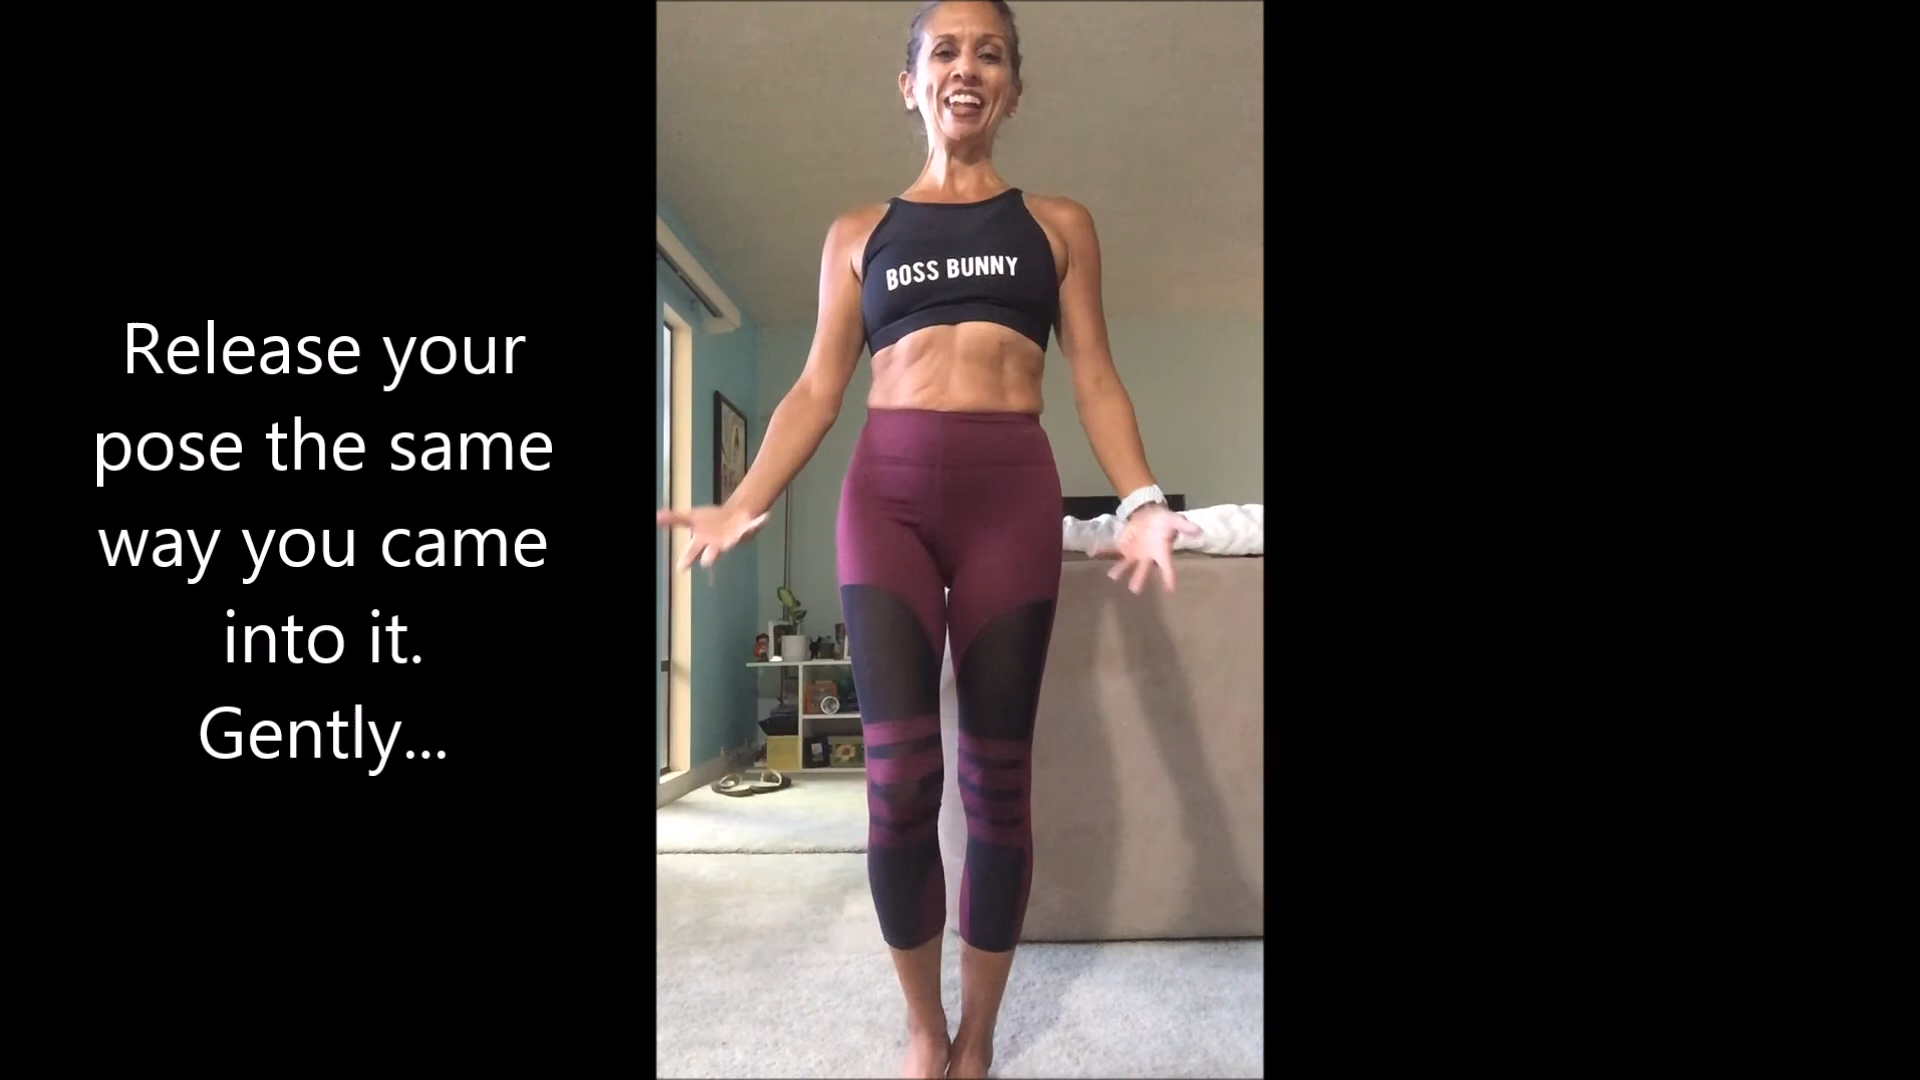 Release your
pose the same
way you came
into it.
Gently...
BOSS BUNNY